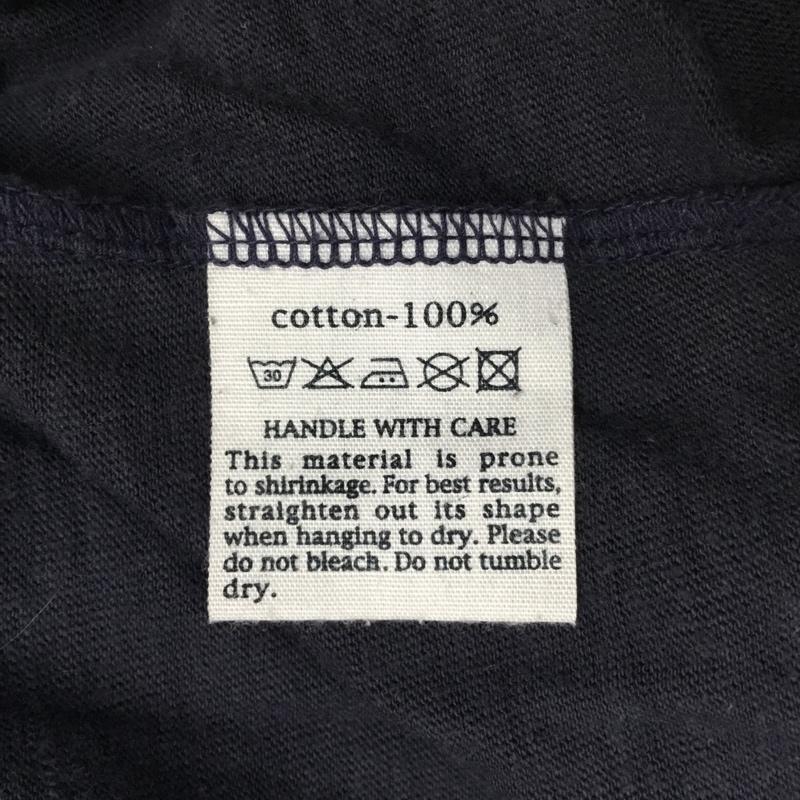 cotton-100%
30
HANDLE WITH CARE
This material is prone
to shirinkage. For best results,
straighten out its shape
when hanging to dry. Please
do not bleach. Do not tumble
dry.